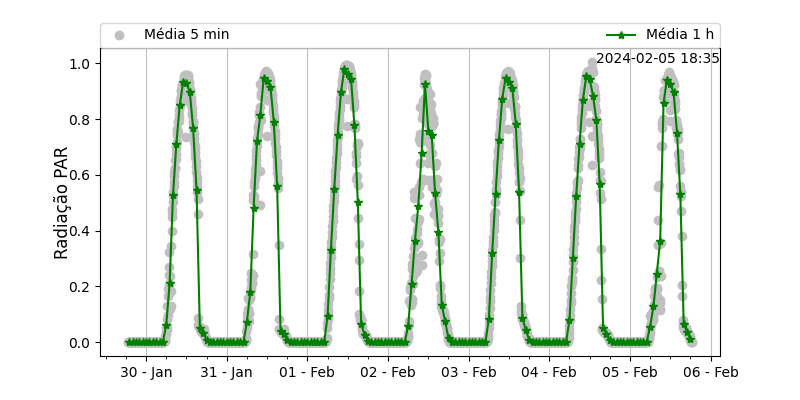 Média 5 min
Média 1 h
2024-02-05 18:35
Radiação PAR
1.0
0.8
0.6
0.4
0.2
0.0
30 - Jan
31 - Jan
01 - Feb
02 - Feb
03 - Feb
04 - Feb
05 - Feb
06 - Feb